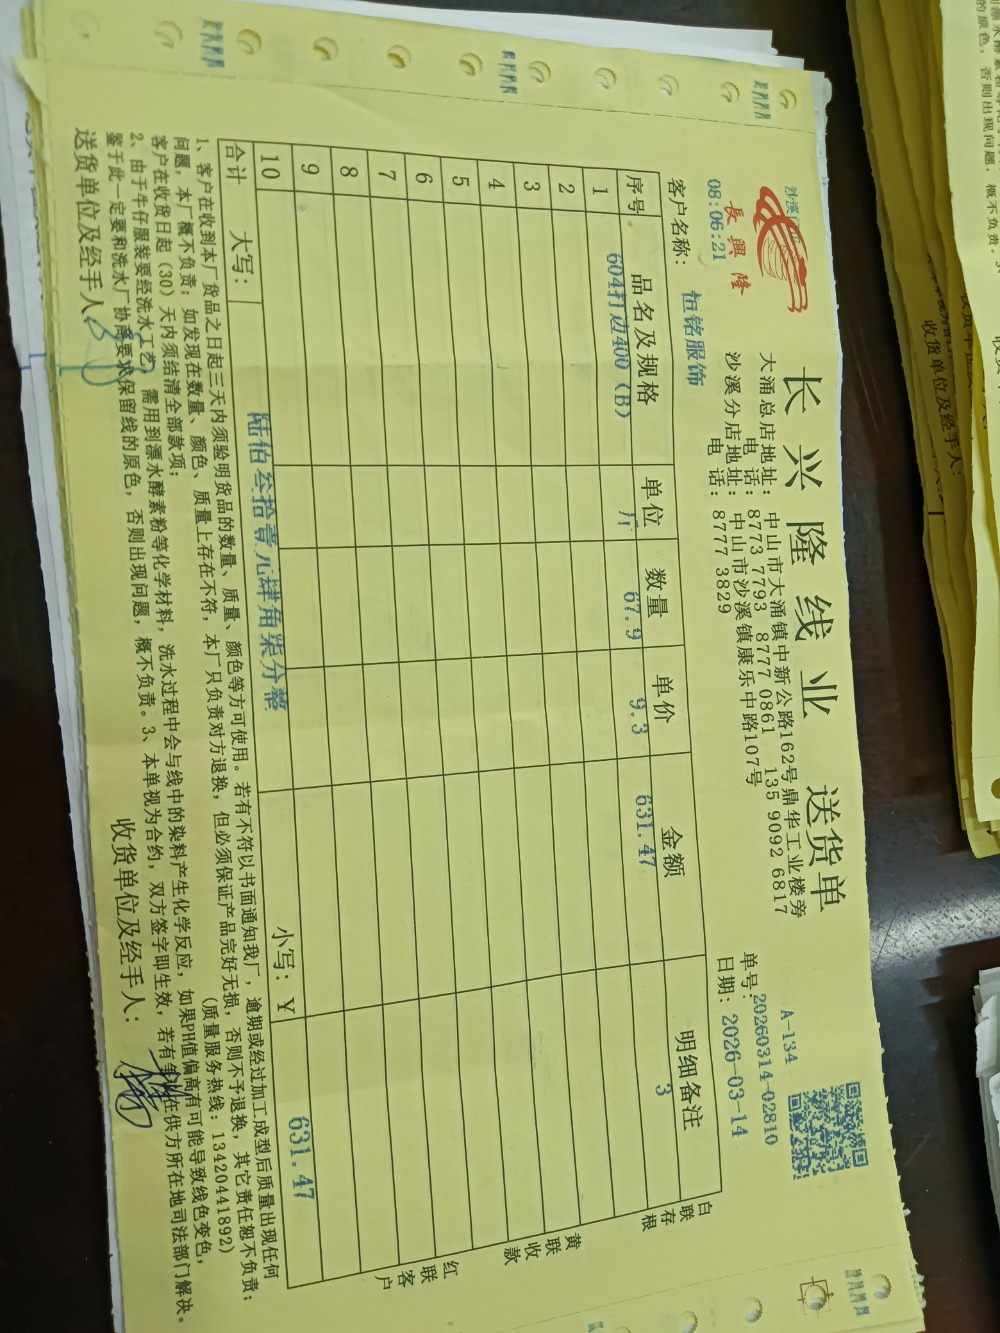 长兴隆线业 送货单
長興隆
大涌总店地址：中山市大涌镇中新公路162号鼎华工业楼旁
电 话：8773 7793 8777 0861 135 9092 6817
沙溪分店地址：中山市沙溪镇康乐中路107号
电 话：8777 3829
A-134
单号：20260314-02810
日期：2026-03-14
08:06:21
客户名称： 恒铭服饰
序号 品名及规格 单位 数量 单价 金额 明细备注
1 604打边400 (B) 斤 67.9 9.3 631.47 3
2
3
4
5
6
7
8
9
10
合计 大写： 陆佰叁拾壹元肆角柒分整 小写：￥ 631.47
1、客户在收到本厂货品之日起三天内须验明货品的数量、质量、颜色等方可使用。若有不符以书面通知我厂，逾期或经过加工成型后质量出现任何
问题，本厂概不负责；如发现在数量、颜色、质量上存在不符，本厂只负责对方退换，但必须保证产品完好无损，否则不予退换，其它责任恕不负责；
客户在收货日起（30）天内须结清全部款项； （质量服务热线：13420441892）
2、由于牛仔服装要经洗水工艺，需用到漂水酵素粉等化学材料，洗水过程中会与线中的染料产生化学反应，如果PH值偏高有可能导致线色变色，
鉴于此一定要和洗水厂协商要求保留线的原色，否则出现问题，概不负责。3、本单视为合约，双方签字即生效，若有争议在供方所在地司法部门解决。
送货单位及经手人： 收货单位及经手人：
白联存根
黄联收款
红联客户
收货单位及经手人：